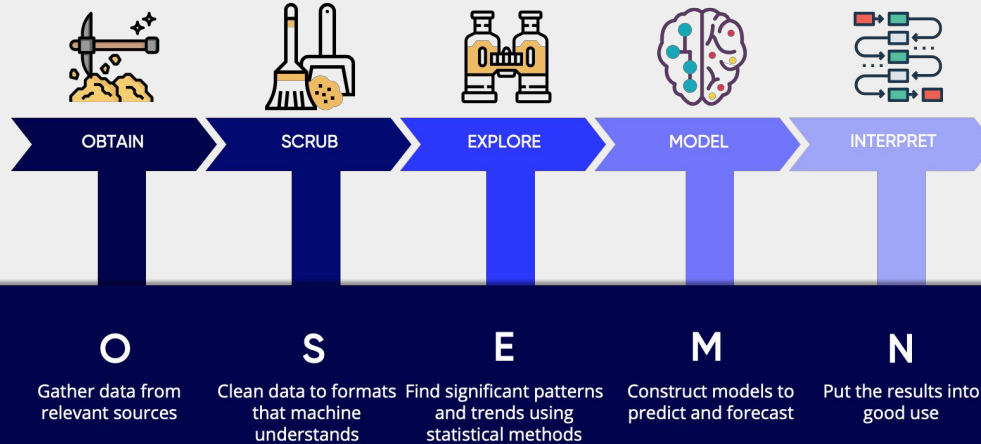 OBTAIN
SCRUB
EXPLORE
MODEL
INTERPRET
O
Gather data from
relevant sources
S
Clean data to formats
that machine
understands
E
Find significant patterns
and trends using
statistical methods
M
Construct models to
predict and forecast
N
Put the results into
good use